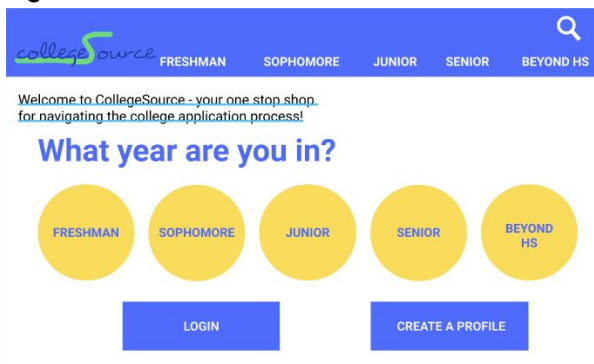 collegeSource
FRESHMAN SOPHOMORE JUNIOR SENIOR BEYOND HS
Welcome to CollegeSource - your one stop shop
for navigating the college application process!
What year are you in?
FRESHMAN SOPHOMORE JUNIOR SENIOR BEYOND
HS
LOGIN CREATE A PROFILE